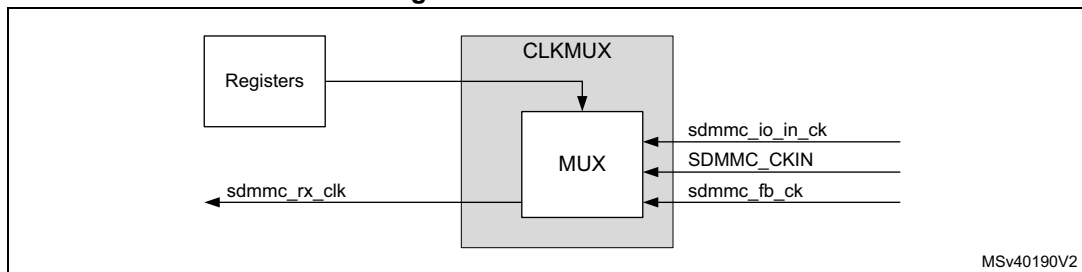 CLKMUX
Registers
sdmmc_io_in_ck
MUX
SDMMC_CKIN
sdmmc_rx_clk
sdmmc_fb_ck
MSv40190V2